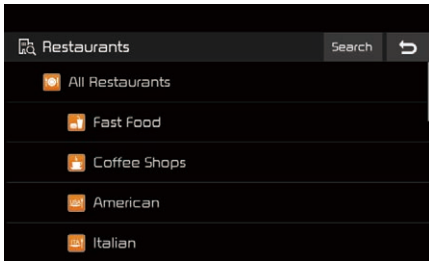 Restaurants Search
All Restaurants
Fast Food
Coffee Shops
American
Italian